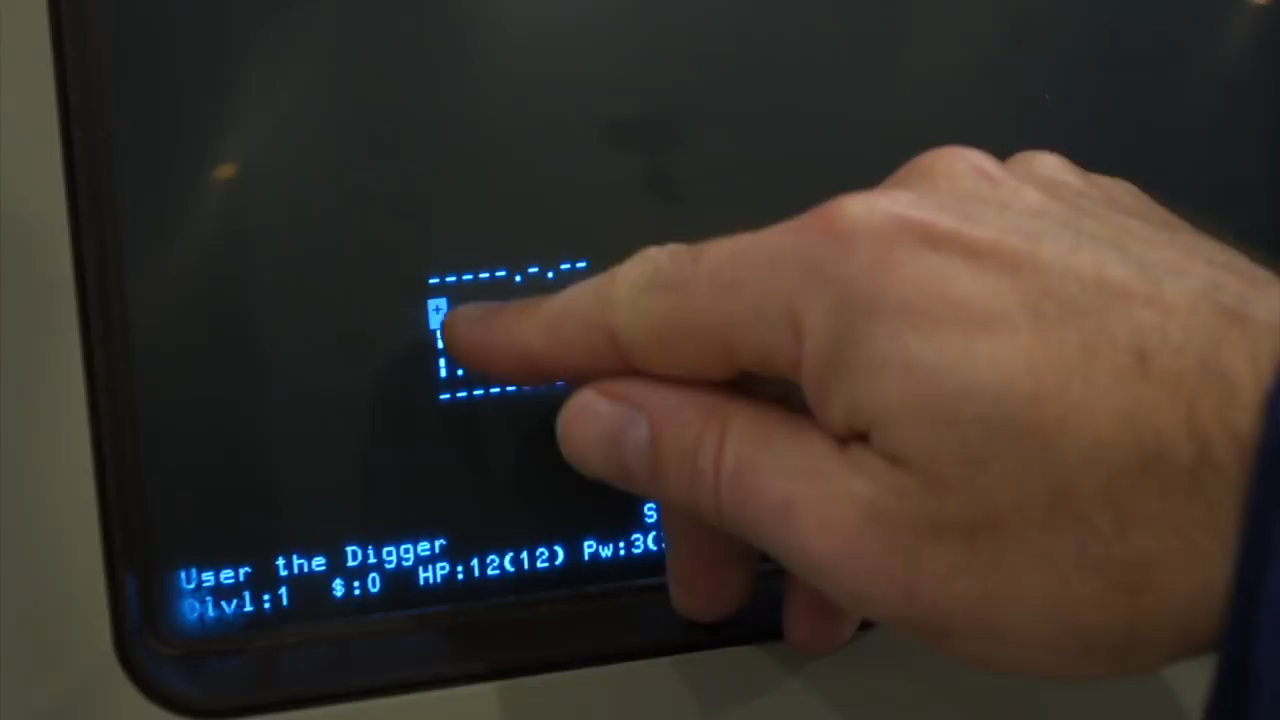 -----.-.--
+
|
|.
-----
S
User the Digger
Dlvl:1 $:0 HP:12(12) Pw:3(